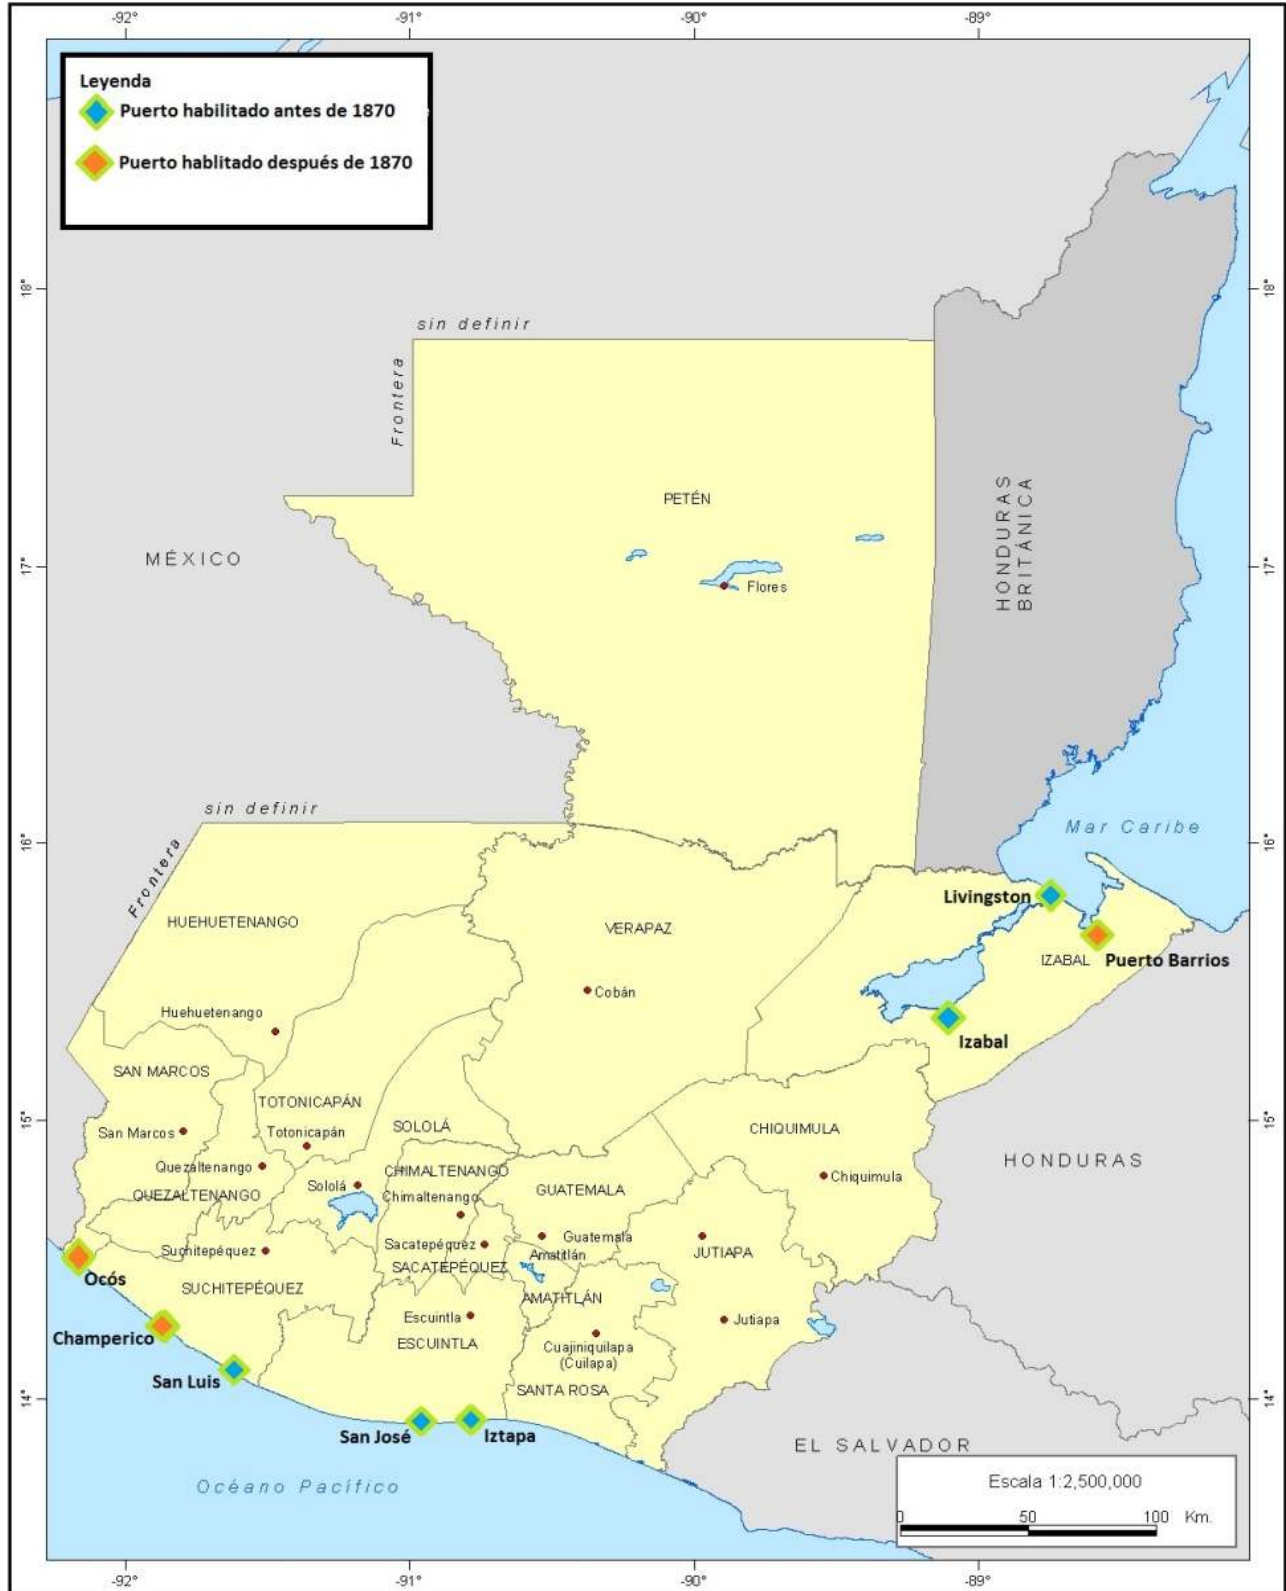 -92°
-91°
-90°
-89°
Leyenda
Puerto habilitado antes de 1870
Puerto hablitado después de 1870
18°
18°
sin definir
Frontera
PETÉN
HONDURAS
BRITÁNICA
MÉXICO
17°
17°
Flores
sin definir
Frontera
Mar Caribe
16°
16°
HUEHUETENANGO
VERAPAZ
Livingston
IZABAL
Puerto Barrios
Cobán
Huehuetenango
Izabal
SAN MARCOS
TOTONICAPÁN
SOLOLÁ
15°
15°
San Marcos
Totonicapán
CHIQUIMULA
HONDURAS
Quezaltenango
CHIMALTENANGO
Chiquimula
Sololá
QUEZALTENANGO
Chimaltenango
GUATEMALA
Suchitepéquez
Sacatepéquez
Guatemala
Amatitlán
JUTIAPA
SACATEPÉQUEZ
Ocós
SUCHITEPÉQUEZ
AMATITLÁN
Escuintla
Jutiapa
Champerico
ESCUINTLA
Cuajiniquilapa
(Cuilapa)
San Luis
SANTA ROSA
14°
14°
San José
Iztapa
EL SALVADOR
Océano Pacífico
Escala 1:2,500,000
0 50 100 Km.
-92°
-91°
-90°
-89°